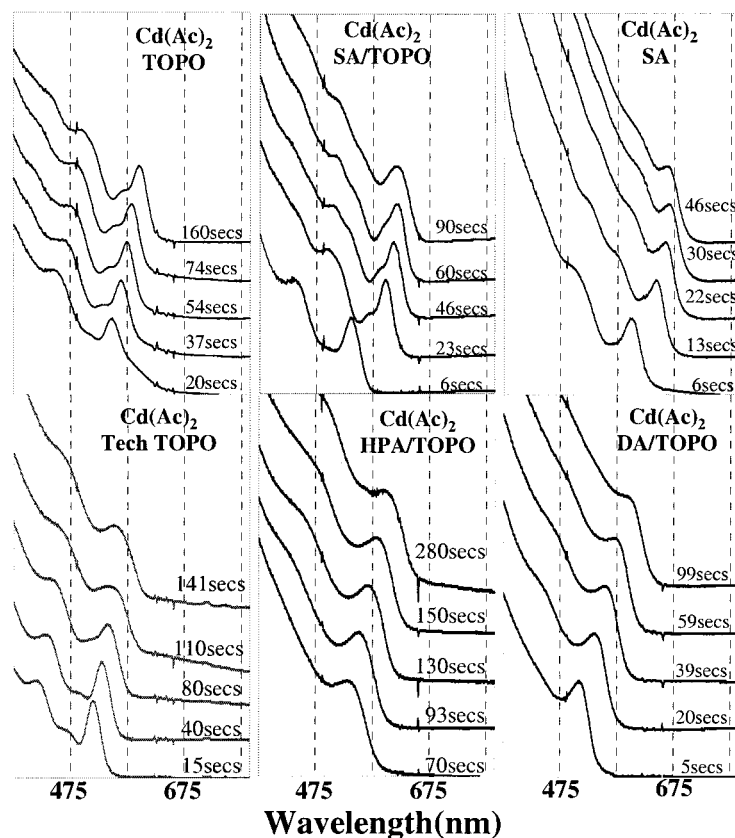 Cd(Ac)2
TOPO
160secs
74secs
54secs
37secs
20secs
Cd(Ac)2
SA/TOPO
90secs
60secs
46secs
23secs
6secs
Cd(Ac)2
SA
46secs
30secs
22secs
13secs
6secs
Cd(Ac)2
Tech TOPO
141secs
110secs
80secs
40secs
15secs
475
675
Cd(Ac)2
HPA/TOPO
280secs
150secs
130secs
93secs
70secs
475
675
Cd(Ac)2
DA/TOPO
99secs
59secs
39secs
20secs
5secs
475
675
Wavelength(nm)